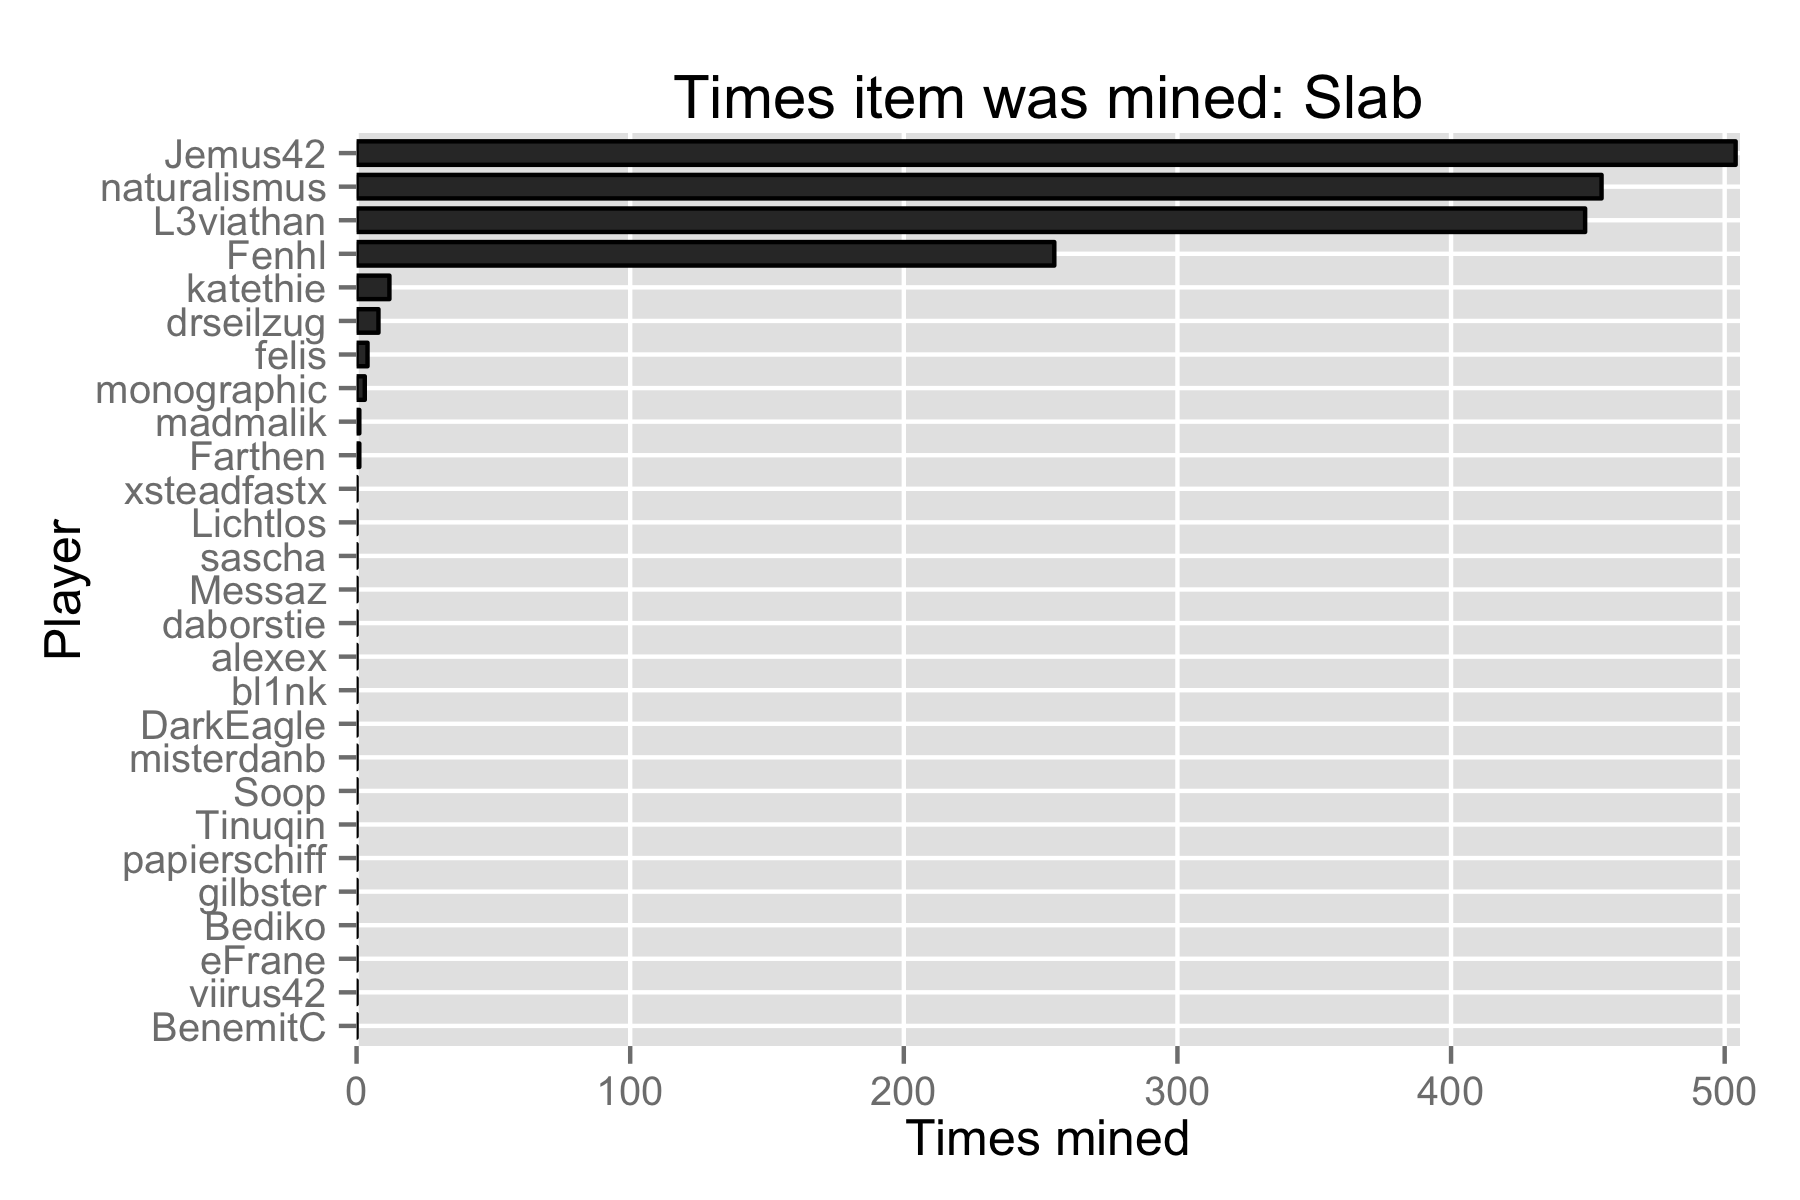 Times item was mined: Slab
Jemus42
naturalismus
L3viathan
Fenhl
katethie
drseilzug
felis
monographic
madmalik
Farthen
xsteadfastx
Lichtlos
sascha
Messaz
daborstie
alexex
bl1nk
DarkEagle
misterdanb
Soop
Tinuqin
papierschiff
gilbster
Bediko
eFrane
viirus42
BenemitC
Player
0 100 200 300 400 500
Times mined